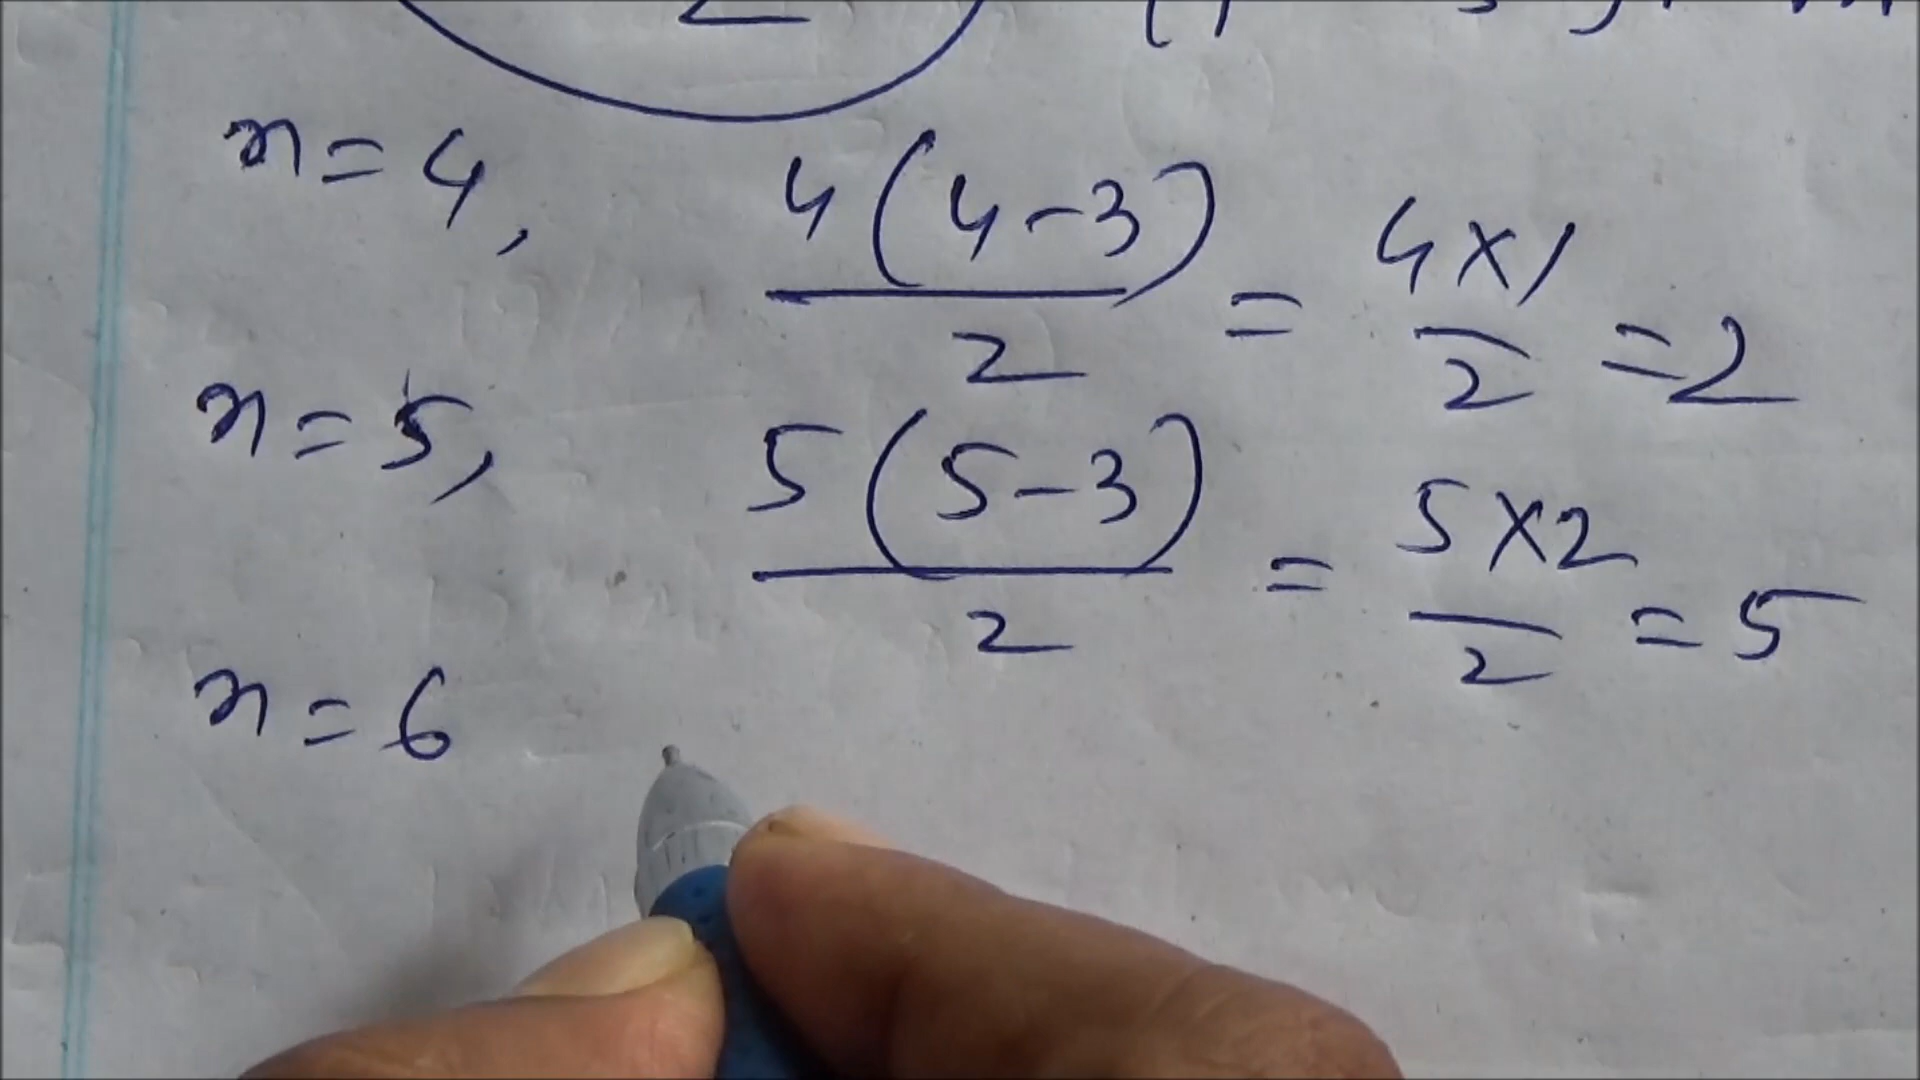 n = 4, 4(4-3)/2 = 4×1/2 = 2
n = 5, 5(5-3)/2 = 5×2/2 = 5
n = 6